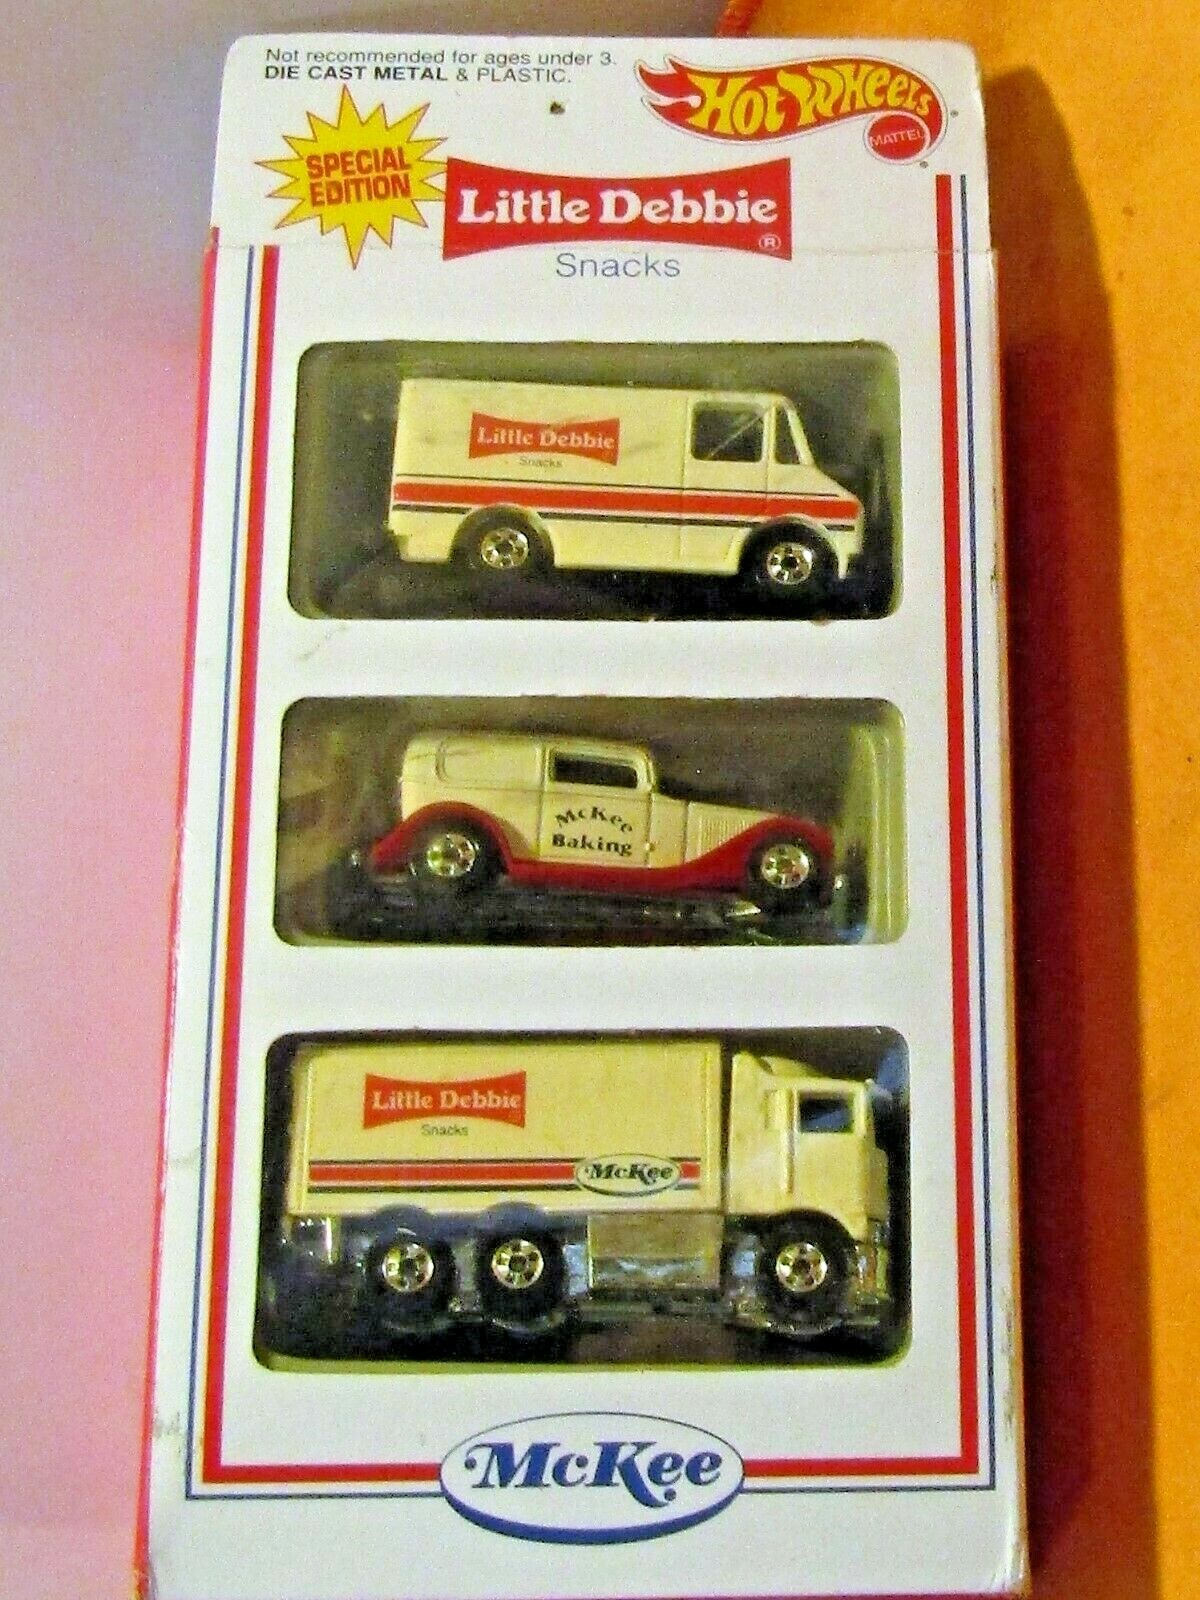 Not recommended for ages under 3.
DIE CAST METAL & PLASTIC.
HOT WHEELS
MATTEL
SPECIAL
EDITION
Little Debbie
®
Snacks
Little Debbie
Snacks
McKee
Baking
Little Debbie
Snacks
McKee
McKee